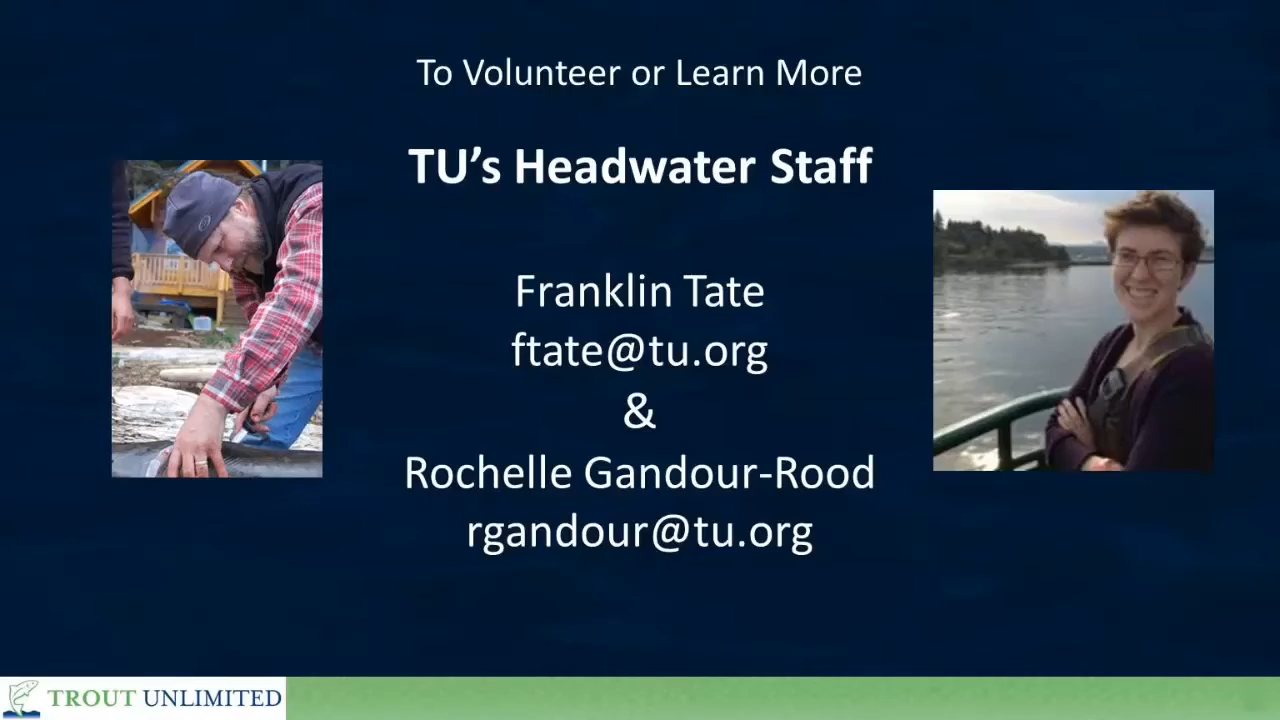 To Volunteer or Learn More
TU's Headwater Staff
Franklin Tate
ftate@tu.org
&
Rochelle Gandour-Rood
rgandour@tu.org
TROUT UNLIMITED